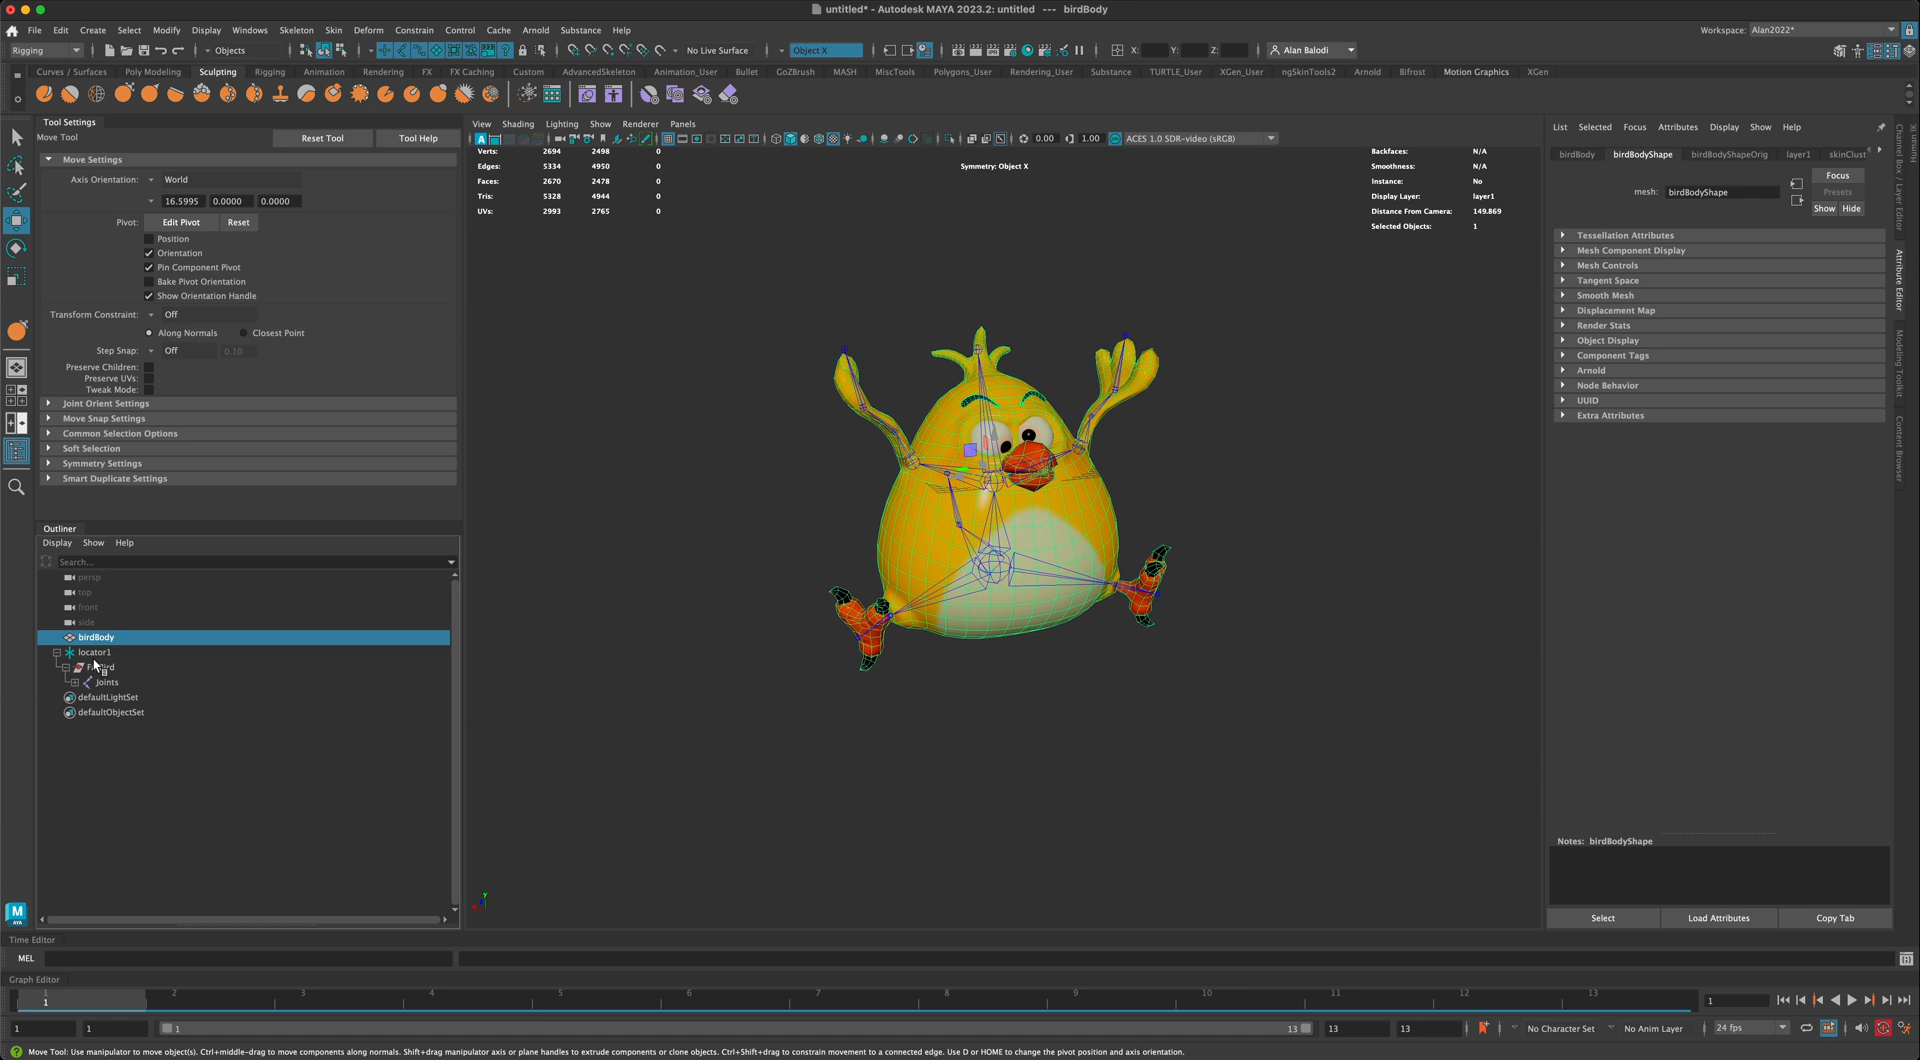 untitled* - Autodesk MAYA 2023.2: untitled --- birdBody
File Edit Create Select Modify Display Windows Skeleton Skin Deform Constrain Control Cache Arnold Substance Help
Workspace: Alan2022*
Rigging Objects No Live Surface Object X X: Y: Z: Alan Balodi
Curves / Surfaces Poly Modeling Sculpting Rigging Animation Rendering FX FX Caching Custom AdvancedSkeleton Animation_User Bullet GoZBrush MASH MiscTools Polygons_User Rendering_User Substance TURTLE_User XGen_User ngSkinTools2 Arnold Bifrost Motion Graphics XGen
Tool Settings
Move Tool Reset Tool Tool Help
Move Settings
Axis Orientation: World
16.5995 0.0000 0.0000
Pivot: Edit Pivot Reset
Position
Orientation
Pin Component Pivot
Bake Pivot Orientation
Show Orientation Handle
Transform Constraint: Off
Along Normals Closest Point
Step Snap: Off 0.10
Preserve Children:
Preserve UVs:
Tweak Mode:
Joint Orient Settings
Move Snap Settings
Common Selection Options
Soft Selection
Symmetry Settings
Smart Duplicate Settings
Outliner
Display Show Help
Search...
persp
top
front
side
birdBody
locator1
Joints
defaultLightSet
defaultObjectSet
View Shading Lighting Show Renderer Panels
0.00 1.00 ACES 1.0 SDR-video (sRGB)
Verts: 2694 2498 0
Edges: 5334 4950 0
Faces: 2670 2478 0
Tris: 5328 4944 0
UVs: 2993 2765 0
Symmetry: Object X
Backfaces: N/A
Smoothness: N/A
Instance: No
Display Layer: layer1
Distance From Camera: 149.869
Selected Objects: 1
y
List Selected Focus Attributes Display Show Help
birdBody birdBodyShape birdBodyShapeOrig layer1 skinClust
Focus
mesh: birdBodyShape Presets
Show Hide
Tessellation Attributes
Mesh Component Display
Mesh Controls
Tangent Space
Smooth Mesh
Displacement Map
Render Stats
Object Display
Component Tags
Arnold
Node Behavior
UUID
Extra Attributes
Notes: birdBodyShape
Select Load Attributes Copy Tab
Channel Box / Layer Editor
Attribute Editor
Modeling Toolkit
Content Browser
Human IK
M
AYA
Time Editor
MEL
Graph Editor
1 2 3 4 5 6 7 8 9 10 11 12 13
1 1
1 1 1 13 13 13 No Character Set No Anim Layer 24 fps
Move Tool: Use manipulator to move object(s). Ctrl+middle-drag to move components along normals. Shift+drag manipulator axis or plane handles to extrude components or clone objects. Ctrl+Shift+drag to constrain movement to a connected edge. Use D or HOME to change the pivot position and axis orientation.